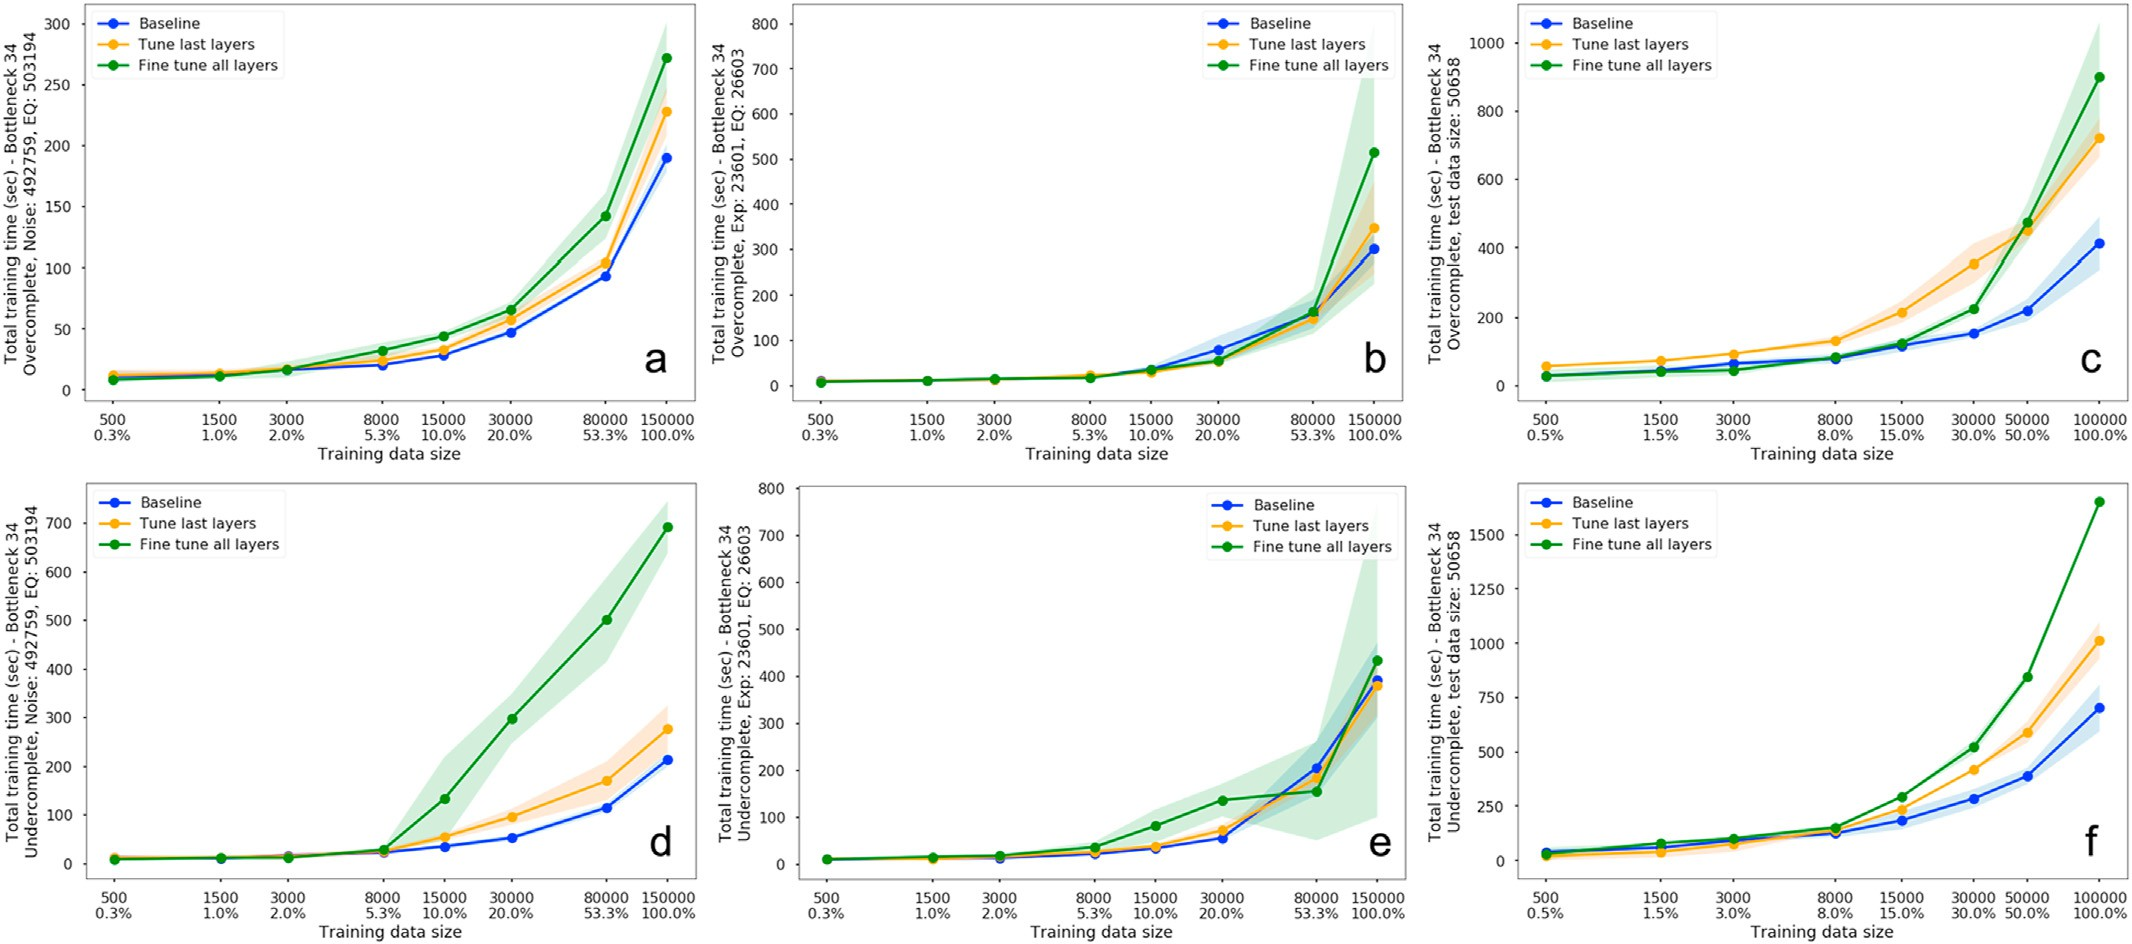 Total training time (sec) - Bottleneck 34
Overcomplete, Noise: 492759, EQ: 503194
300
250
200
150
100
50
0
Baseline
Tune last layers
Fine tune all layers
a
500 1500 3000 8000 15000 30000 80000 150000
0.3% 1.0% 2.0% 5.3% 10.0% 20.0% 53.3% 100.0%
Training data size
Total training time (sec) - Bottleneck 34
Overcomplete, Exp: 23601, EQ: 26603
800
700
600
500
400
300
200
100
0
Baseline
Tune last layers
Fine tune all layers
b
500 1500 3000 8000 15000 30000 80000 150000
0.3% 1.0% 2.0% 5.3% 10.0% 20.0% 53.3% 100.0%
Training data size
Total training time (sec) - Bottleneck 34
Overcomplete, test data size: 50658
1000
800
600
400
200
0
Baseline
Tune last layers
Fine tune all layers
c
500 1500 3000 8000 15000 30000 50000 100000
0.5% 1.5% 3.0% 8.0% 15.0% 30.0% 50.0% 100.0%
Training data size
Total training time (sec) - Bottleneck 34
Undercomplete, Noise: 492759, EQ: 503194
700
600
500
400
300
200
100
0
Baseline
Tune last layers
Fine tune all layers
d
500 1500 3000 8000 15000 30000 80000 150000
0.3% 1.0% 2.0% 5.3% 10.0% 20.0% 53.3% 100.0%
Training data size
Total training time (sec) - Bottleneck 34
Undercomplete, Exp: 23601, EQ: 26603
800
700
600
500
400
300
200
100
0
Baseline
Tune last layers
Fine tune all layers
e
500 1500 3000 8000 15000 30000 80000 150000
0.3% 1.0% 2.0% 5.3% 10.0% 20.0% 53.3% 100.0%
Training data size
Total training time (sec) - Bottleneck 34
Undercomplete, test data size: 50658
1500
1250
1000
750
500
250
0
Baseline
Tune last layers
Fine tune all layers
f
500 1500 3000 8000 15000 30000 50000 100000
0.5% 1.5% 3.0% 8.0% 15.0% 30.0% 50.0% 100.0%
Training data size